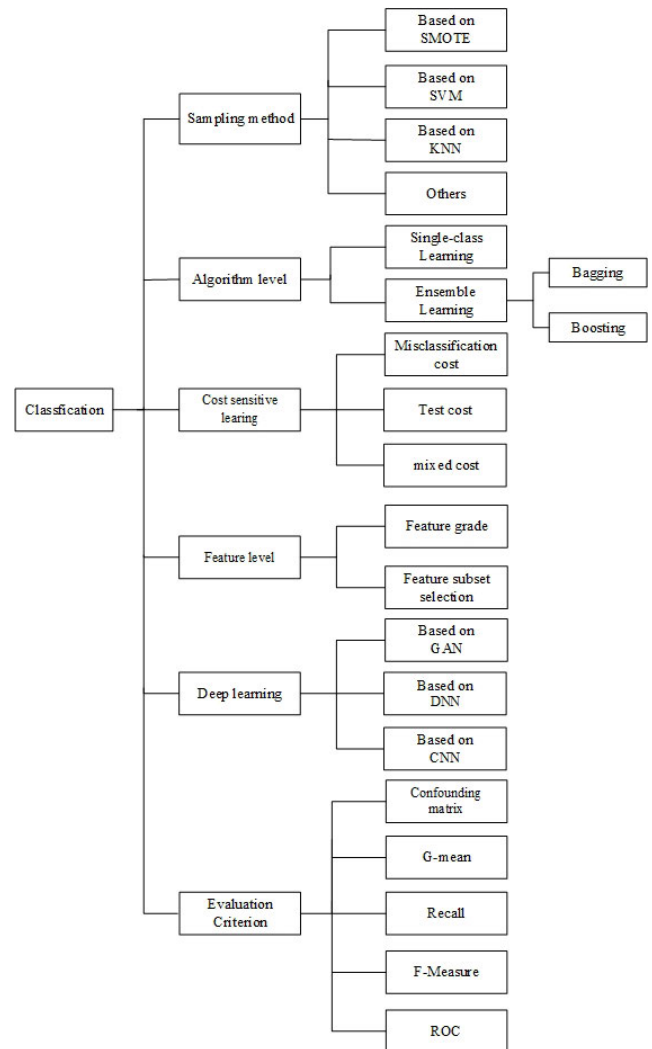 Based on
SMOTE
Based on
SVM
Sampling method
Based on
KNN
Others
Single-class
Learning
Algorithm level
Bagging
Ensemble
Learning
Boosting
Misclassification
cost
Classfication
Cost sensitive
learing
Test cost
mixed cost
Feature grade
Feature level
Feature subset
selection
Based on
GAN
Deep learning
Based on
DNN
Based on
CNN
Confounding
matrix
G-mean
Evaluation
Criterion
Recall
F-Measure
ROC